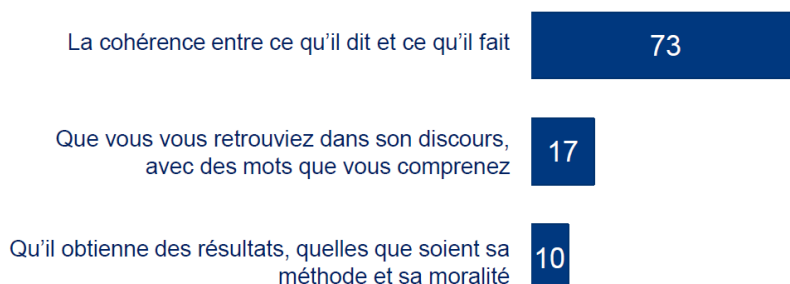 La cohérence entre ce qu'il dit et ce qu'il fait
73
Que vous vous retrouviez dans son discours,
avec des mots que vous comprenez
17
Qu'il obtienne des résultats, quelles que soient sa
méthode et sa moralité
10